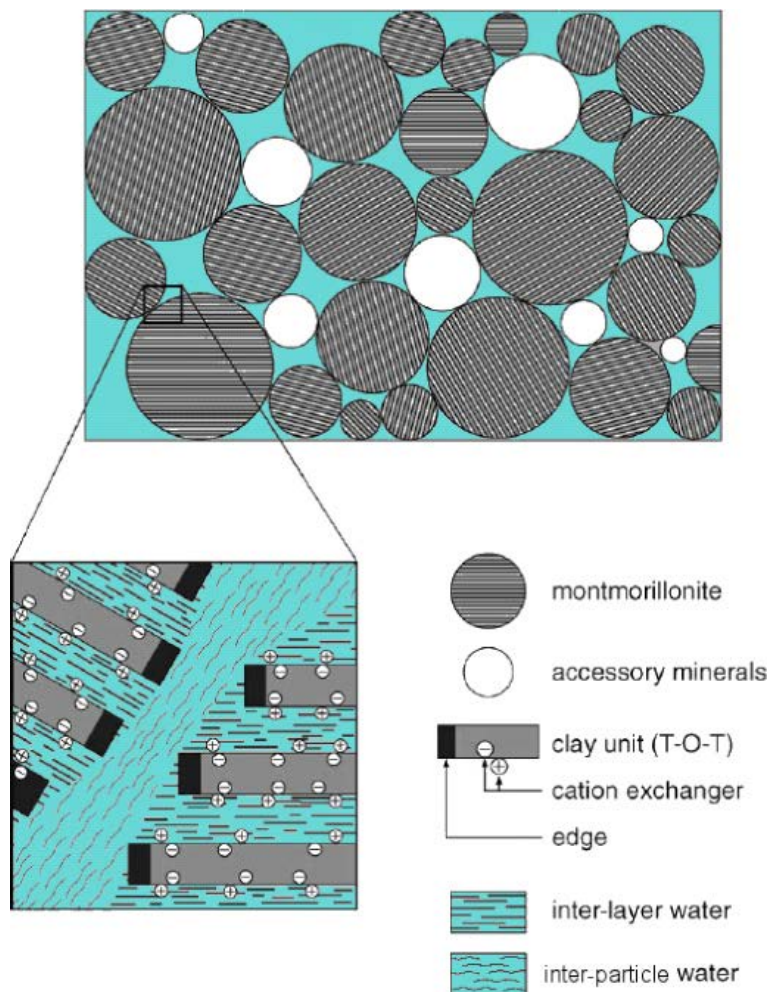 montmorillonite
accessory minerals
clay unit (T-O-T)
cation exchanger
edge
inter-layer water
inter-particle water